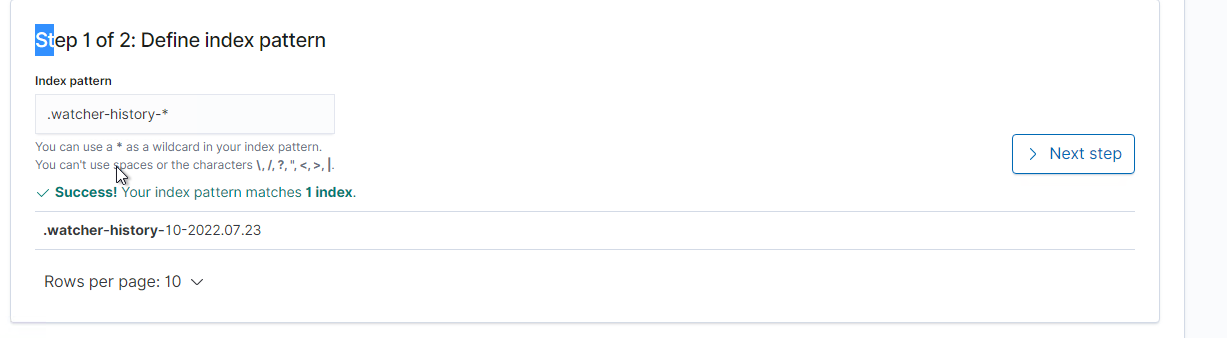 Step 1 of 2: Define index pattern
Index pattern
.watcher-history-*
You can use a * as a wildcard in your index pattern.
You can't use spaces or the characters \, /, ?, ", <, >, |.
Next step
Success! Your index pattern matches 1 index.
.watcher-history-10-2022.07.23
Rows per page: 10